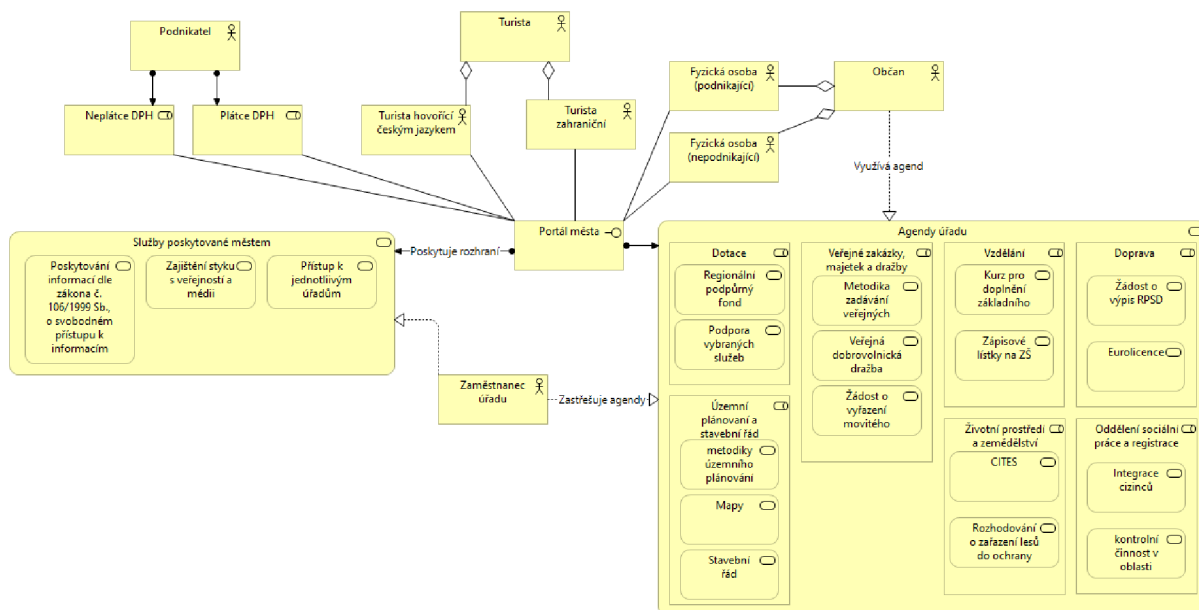 Podnikatel
Turista
Fyzická osoba
(podnikající)
Občan
Neplátce DPH
Plátce DPH
Turista hovořící
českým jazykem
Turista
zahraniční
Fyzická osoba
(nepodnikající)
Využívá agend
Portál města
Poskytuje rozhraní
Služby poskytované městem
Poskytování
informací dle
zákona č.
106/1999 Sb.,
o svobodném
přístupu k
informacím
Zajištění styku
s veřejností a
médii
Přístup k
jednotlivým
úřadům
Zaměstnanec
úřadu
Zastřešuje agendy
Agendy úřadu
Dotace
Regionální
podpůrný
fond
Podpora
vybraných
služeb
Veřejné zakázky,
majetek a dražby
Metodika
zadávání
veřejných
Veřejná
dobrovolnická
dražba
Žádost o
vyřazení
movitého
Vzdělání
Kurz pro
doplnění
základního
Zápisové
lístky na ZŠ
Doprava
Žádost o
výpis RPSD
Eurolicence
Územní
plánovaní a
stavební řád
metodiky
územního
plánování
Mapy
Stavební
řád
Životní prostředí
a zemědělství
CITES
Rozhodování
o zařazení lesů
do ochrany
Oddělení sociální
práce a registrace
Integrace
cizinců
kontrolní
činnost v
oblasti